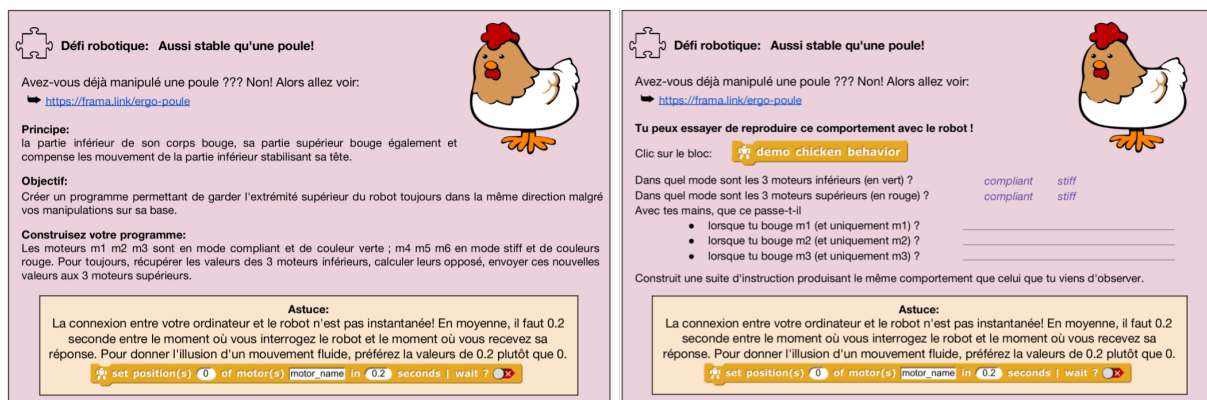 Défi robotique: Aussi stable qu'une poule!
Avez-vous déjà manipulé une poule ??? Non! Alors allez voir:
➥ https://frama.link/ergo-poule
Principe:
la partie inférieur de son corps bouge, sa partie supérieur bouge également et
compense les mouvement de la partie inférieur stabilisant sa tête.
Objectif:
Créer un programme permettant de garder l'extrémité supérieur du robot toujours dans la même direction malgré
vos manipulations sur sa base.
Construisez votre programme:
Les moteurs m1 m2 m3 sont en mode compliant et de couleur verte ; m4 m5 m6 en mode stiff et de couleurs
rouge. Pour toujours, récupérer les valeurs des 3 moteurs inférieurs, calculer leurs opposé, envoyer ces nouvelles
valeurs aux 3 moteurs supérieurs.
Astuce:
La connexion entre votre ordinateur et le robot n'est pas instantanée! En moyenne, il faut 0.2
seconde entre le moment où vous interrogez le robot et le moment où vous recevez sa
réponse. Pour donner l'illusion d'un mouvement fluide, préférez la valeurs de 0.2 plutôt que 0.
set position(s) 0 of motor(s) motor_name in 0.2 seconds | wait ?
Défi robotique: Aussi stable qu'une poule!
Avez-vous déjà manipulé une poule ??? Non! Alors allez voir:
➥ https://frama.link/ergo-poule
Tu peux essayer de reproduire ce comportement avec le robot !
Clic sur le bloc: demo chicken behavior
Dans quel mode sont les 3 moteurs inférieurs (en vert) ? compliant stiff
Dans quel mode sont les 3 moteurs supérieurs (en rouge) ? compliant stiff
Avec tes mains, que ce passe-t-il
● lorsque tu bouge m1 (et uniquement m1) ?
● lorsque tu bouge m2 (et uniquement m2) ?
● lorsque tu bouge m3 (et uniquement m3) ?
Construit une suite d'instruction produisant le même comportement que celui que tu viens d'observer.
Astuce:
La connexion entre votre ordinateur et le robot n'est pas instantanée! En moyenne, il faut 0.2
seconde entre le moment où vous interrogez le robot et le moment où vous recevez sa
réponse. Pour donner l'illusion d'un mouvement fluide, préférez la valeurs de 0.2 plutôt que 0.
set position(s) 0 of motor(s) motor_name in 0.2 seconds | wait ?